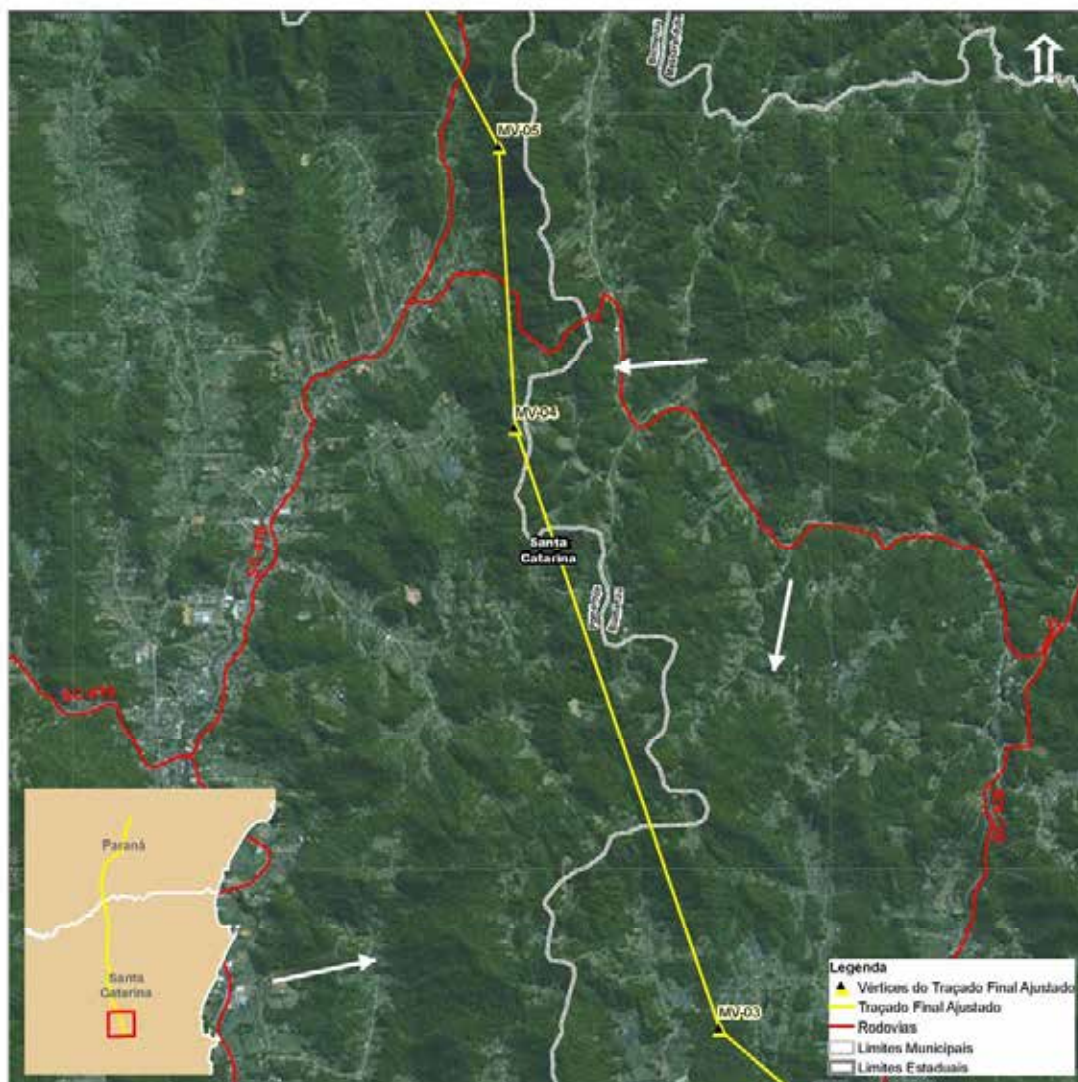 MV-05
MV-04
Santa
Catarina
MV-03
Paraná
Santa
Catarina
Legenda
Vértices do Traçado Final Ajustado
Traçado Final Ajustado
Rodovias
Limites Municipais
Limites Estaduais